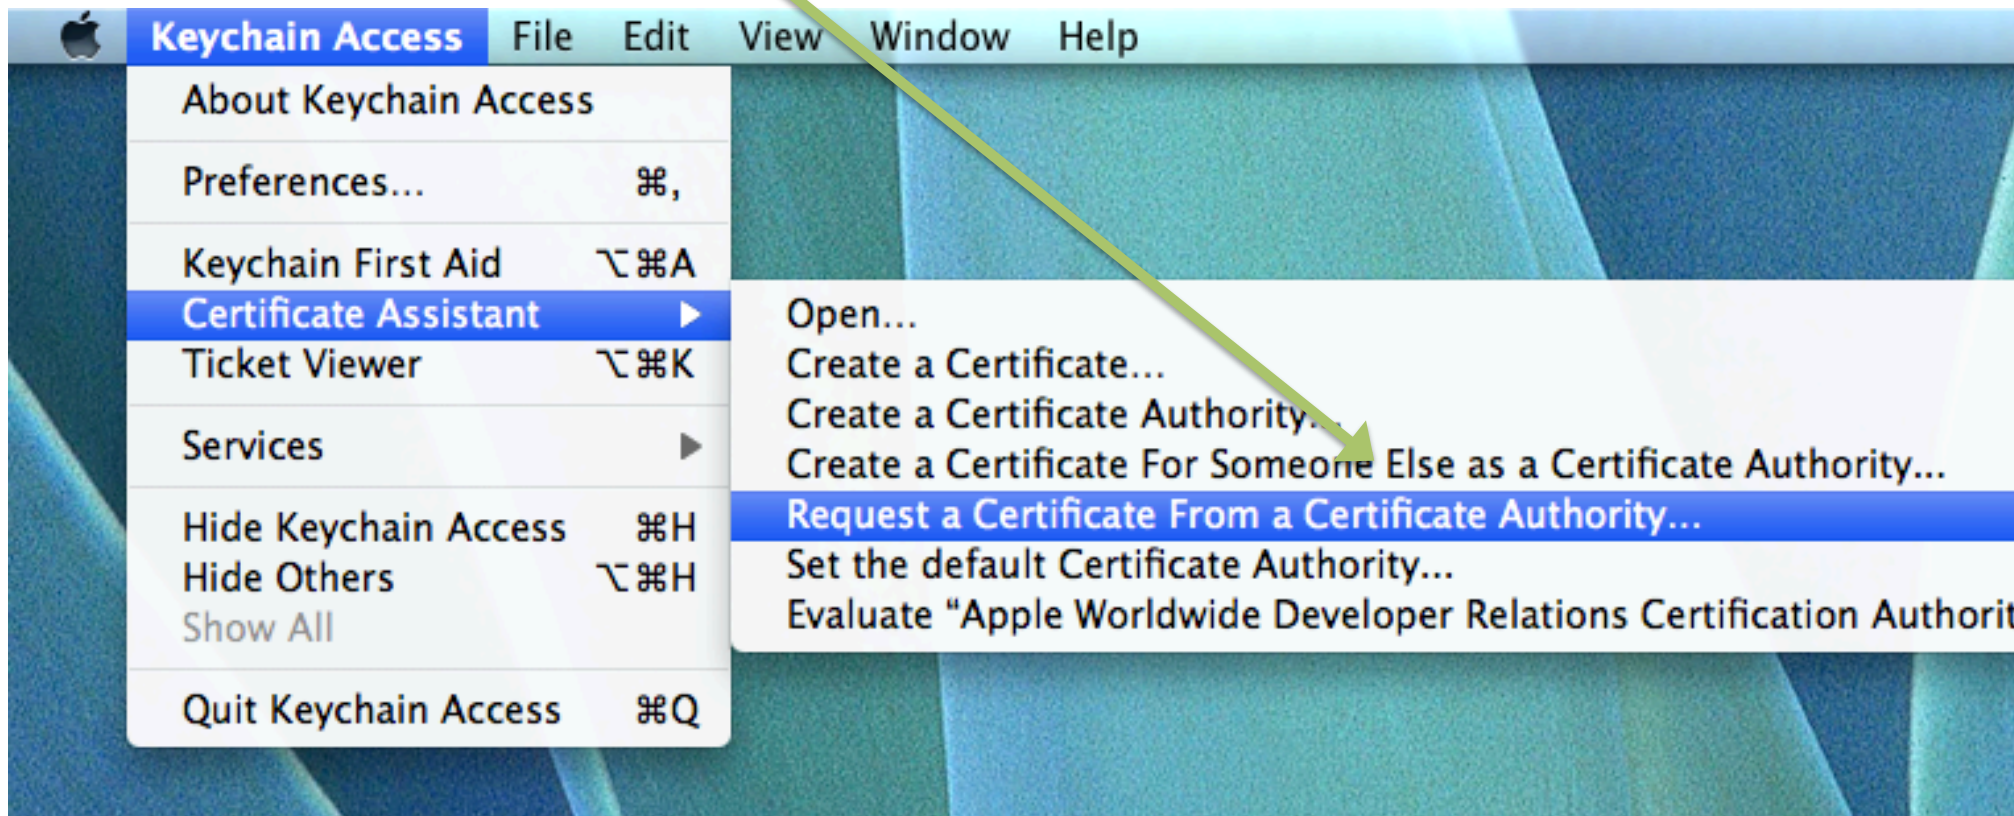 Keychain Access File Edit View Window Help
About Keychain Access
Preferences... ⌘,
Keychain First Aid ⌥⌘A
Certificate Assistant ▶
Ticket Viewer ⌥⌘K
Services ▶
Hide Keychain Access ⌘H
Hide Others ⌥⌘H
Show All
Quit Keychain Access ⌘Q
Open...
Create a Certificate...
Create a Certificate Authority...
Create a Certificate For Someone Else as a Certificate Authority...
Request a Certificate From a Certificate Authority...
Set the default Certificate Authority...
Evaluate “Apple Worldwide Developer Relations Certification Authorit